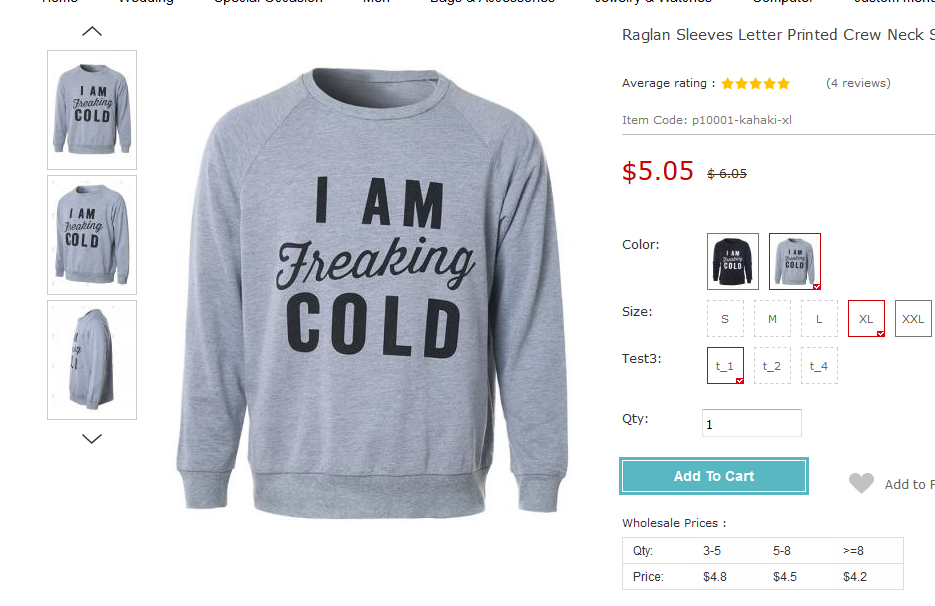 Home Wedding Special Occasion Men Bags & Accessories Jewelry & Watches Computer
Raglan Sleeves Letter Printed Crew Neck
Average rating : (4 reviews)
Item Code: p10001-kahaki-xl
$5.05 $ 6.05
I AM
Freaking
COLD
I AM
Freaking
COLD
I AM
Freaking
COLD
Color:
I AM
Freaking
COLD
I AM
Freaking
COLD
Size: S M L XL XXL
Test3: t_1 t_2 t_4
Qty: 1
Add To Cart
Add to
Wholesale Prices :
Qty: 3-5 5-8 >=8
Price: $4.8 $4.5 $4.2